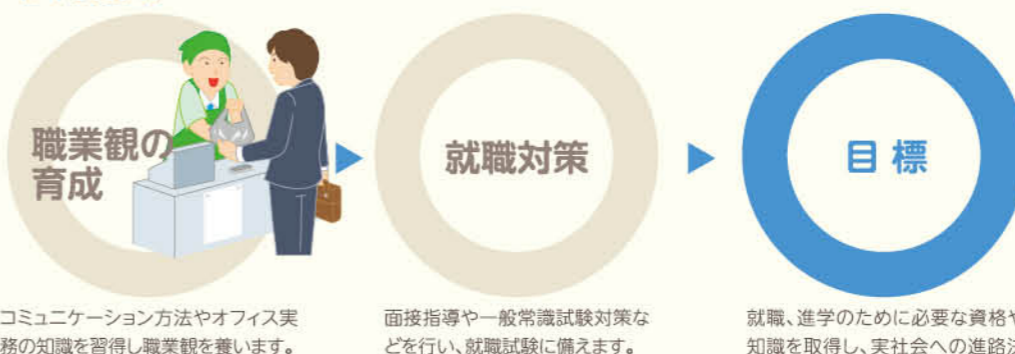 職業観の
育成
コミュニケーション方法やオフィス実
務の知識を習得し職業観を養います。
就職対策
面接指導や一般常識試験対策な
どを行い、就職試験に備えます。
目標
就職、進学のために必要な資格や
知識を取得し、実社会への進路決